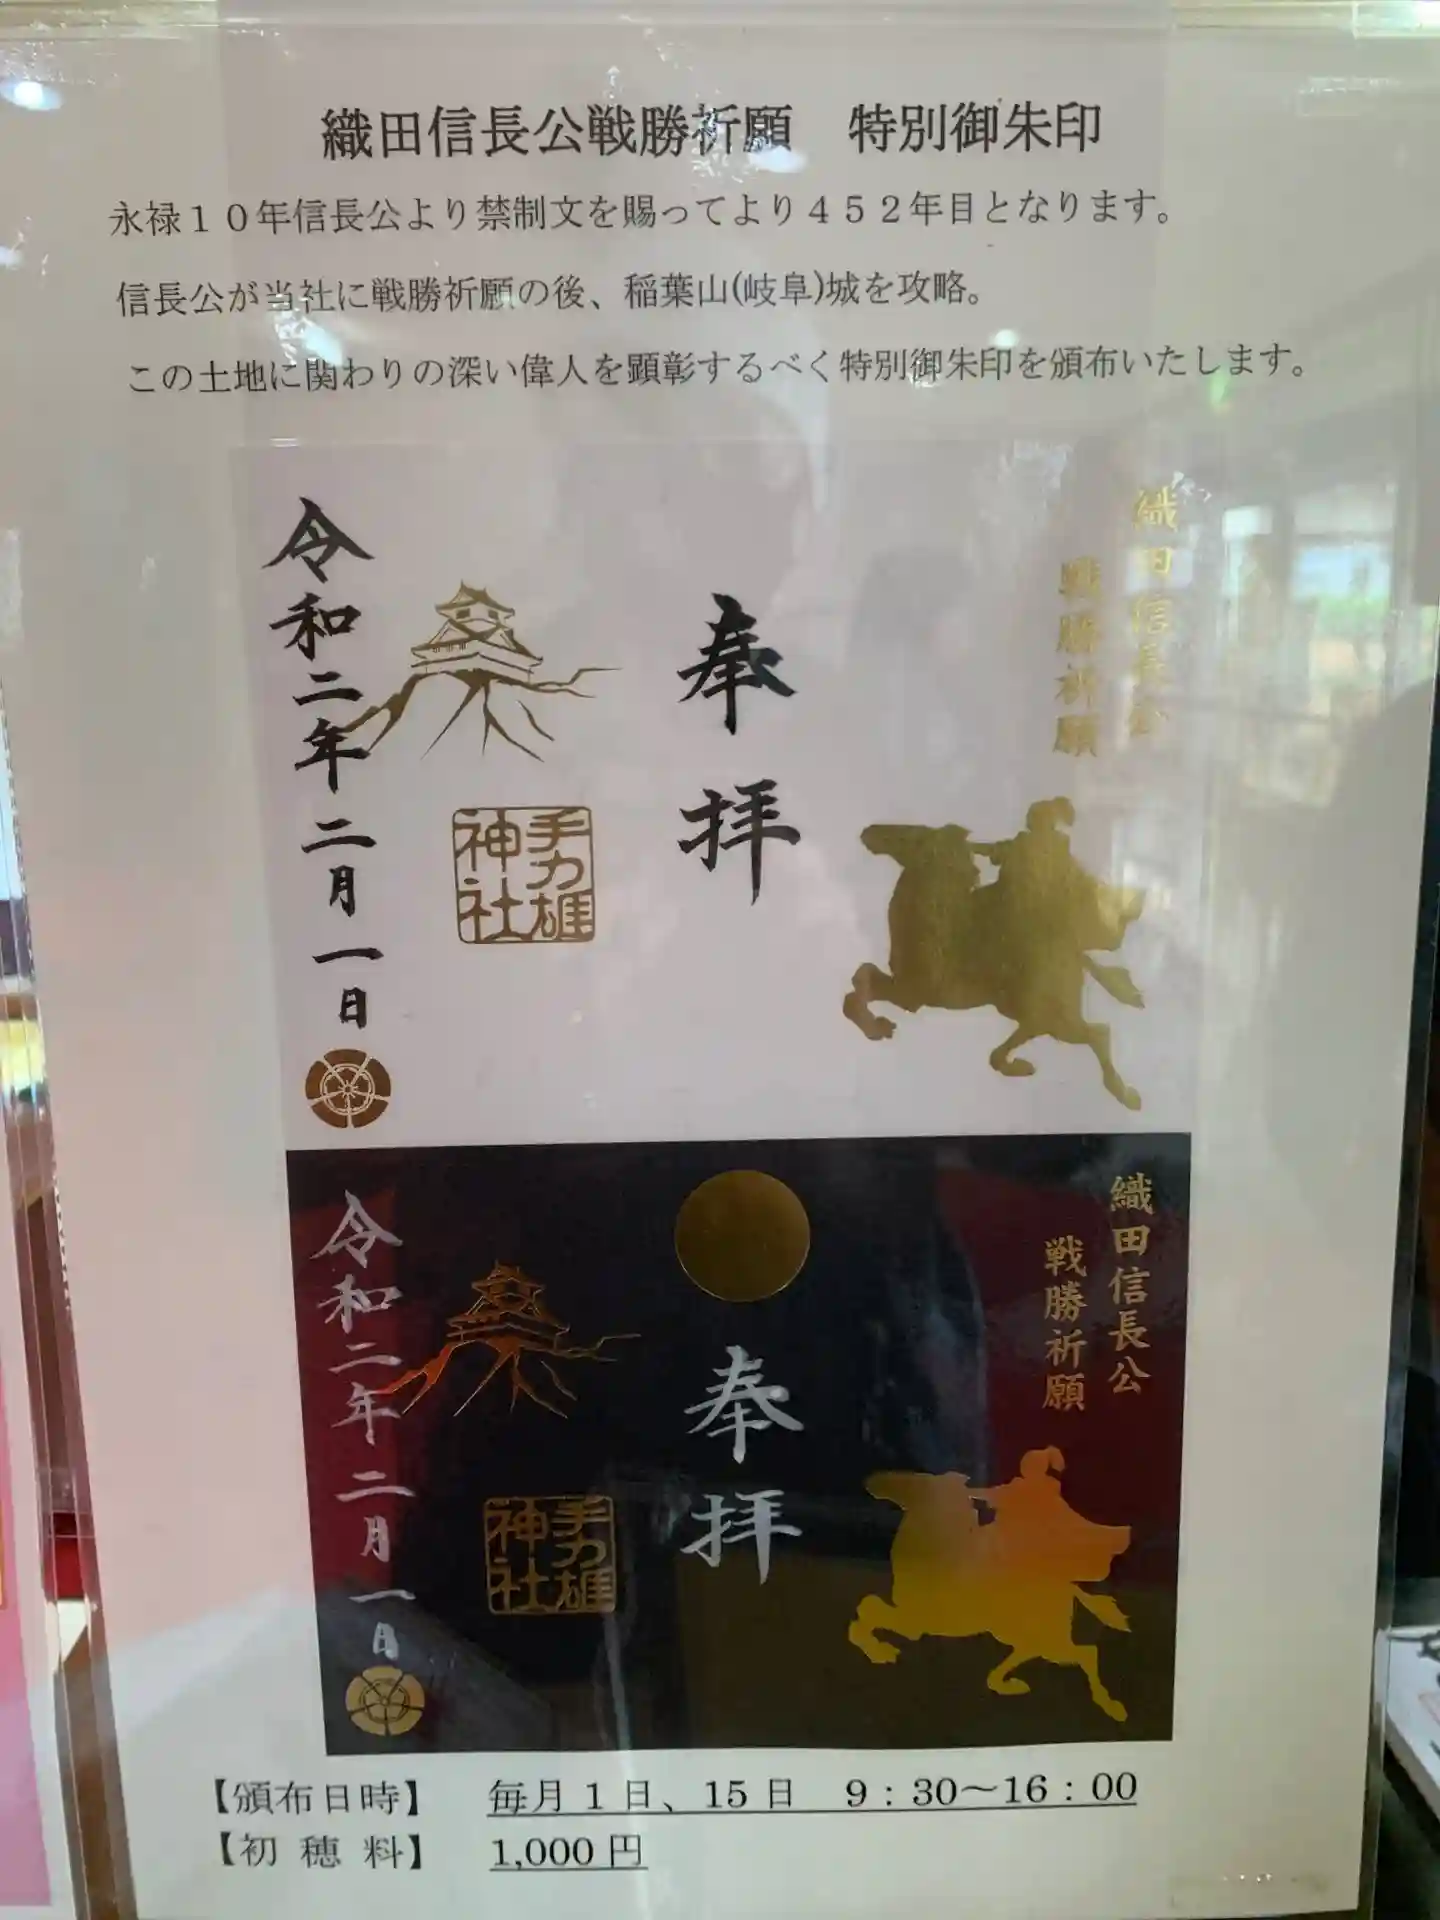 織田信長公戦勝祈願　特別御朱印
永禄１０年信長公より禁制文を賜ってより４５２年目となります。
信長公が当社に戦勝祈願の後、稲葉山(岐阜)城を攻略。
この土地に関わりの深い偉人を顕彰するべく特別御朱印を頒布いたします。
織田信長公
戦勝祈願
奉拝
手力雄
神社
令和二年二月一日
織田信長公
戦勝祈願
奉拝
手力雄
神社
令和二年二月一日
【頒布日時】　毎月１日、15日　9：30～16：00
【初穂料】　1,000円